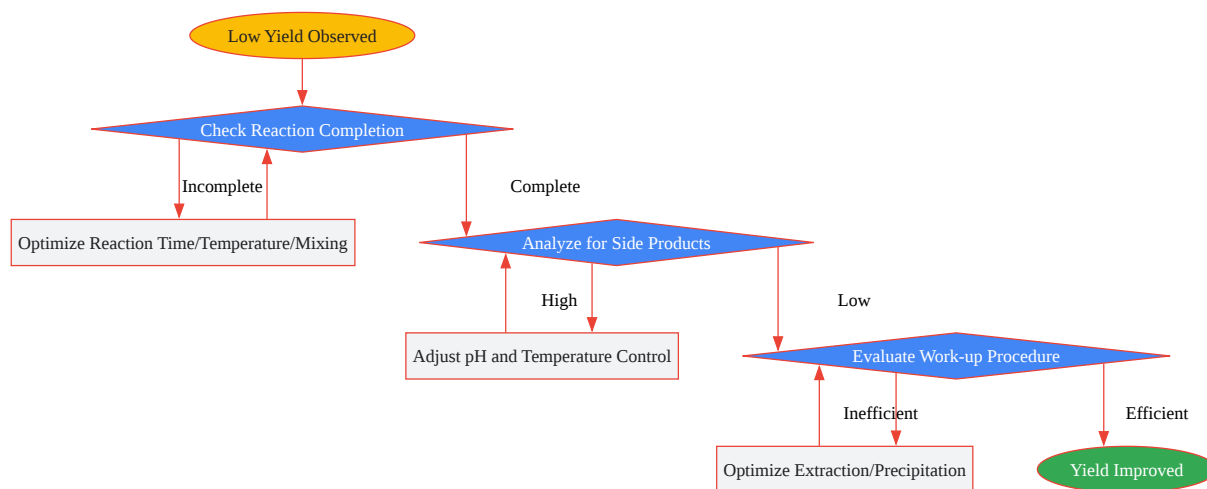 Low Yield Observed
Check Reaction Completion
Incomplete
Complete
Optimize Reaction Time/Temperature/Mixing
Analyze for Side Products
High
Low
Adjust pH and Temperature Control
Evaluate Work-up Procedure
Inefficient
Efficient
Optimize Extraction/Precipitation
Yield Improved